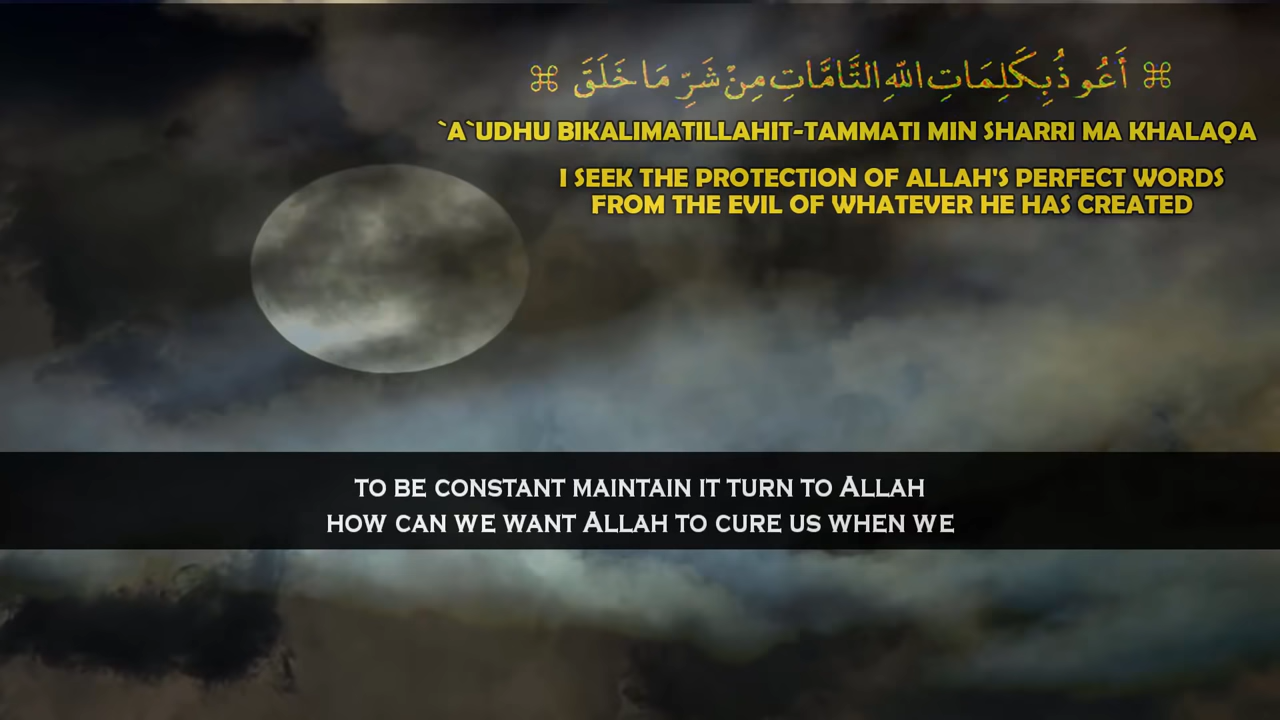 ⌘ أَعُوذُ بِكَلِمَاتِ اللّٰهِ التَّامَّاتِ مِنْ شَرِّ مَا خَلَقَ ⌘
`A`UDHU BIKALIMATILLAHIT-TAMMATI MIN SHARRI MA KHALAQA
I SEEK THE PROTECTION OF ALLAH'S PERFECT WORDS
FROM THE EVIL OF WHATEVER HE HAS CREATED
TO BE CONSTANT MAINTAIN IT TURN TO ALLAH
HOW CAN WE WANT ALLAH TO CURE US WHEN WE